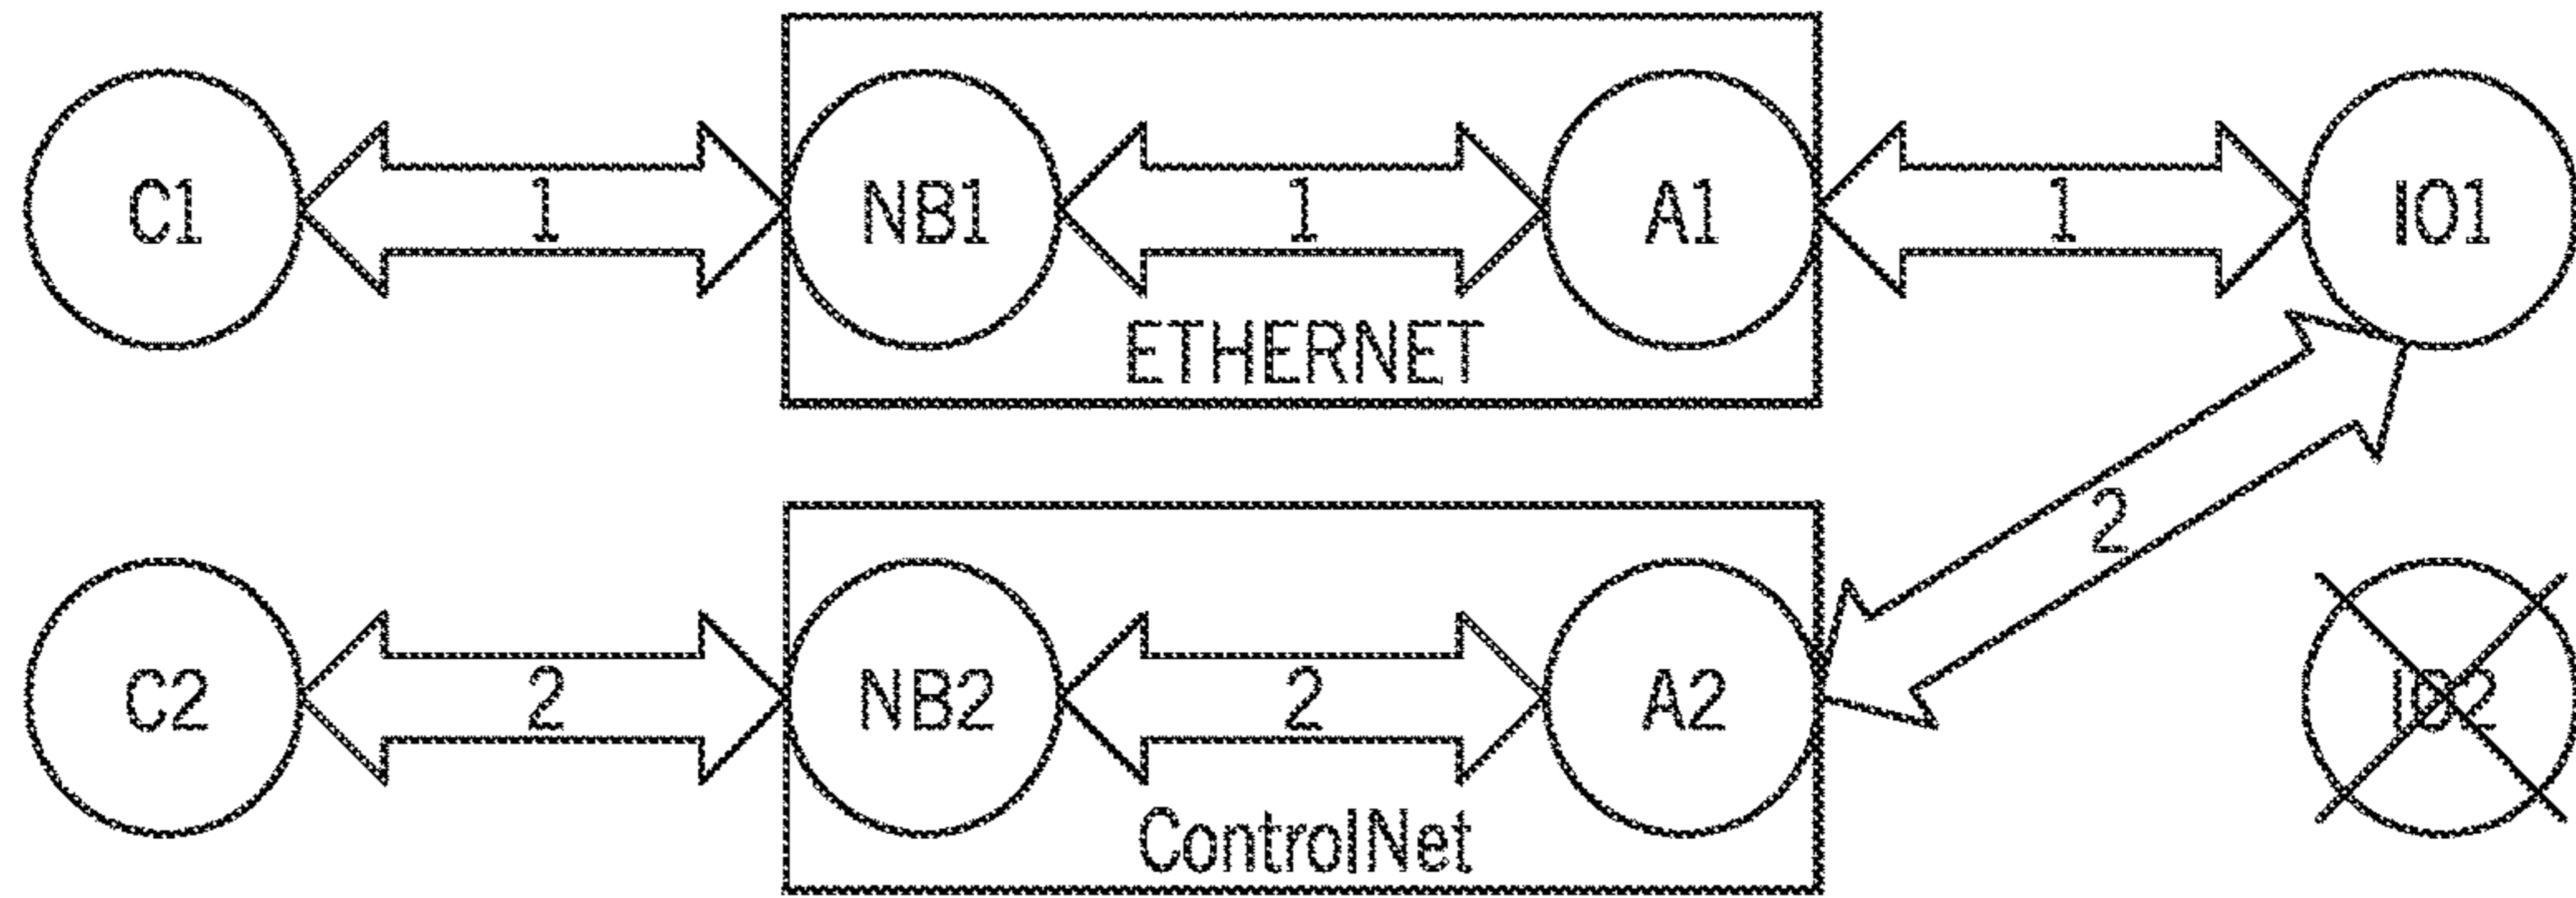 C1 1 NB1 1 A1 1 IO1
ETHERNET
2
C2 2 NB2 2 A2 IO2
ControlNet